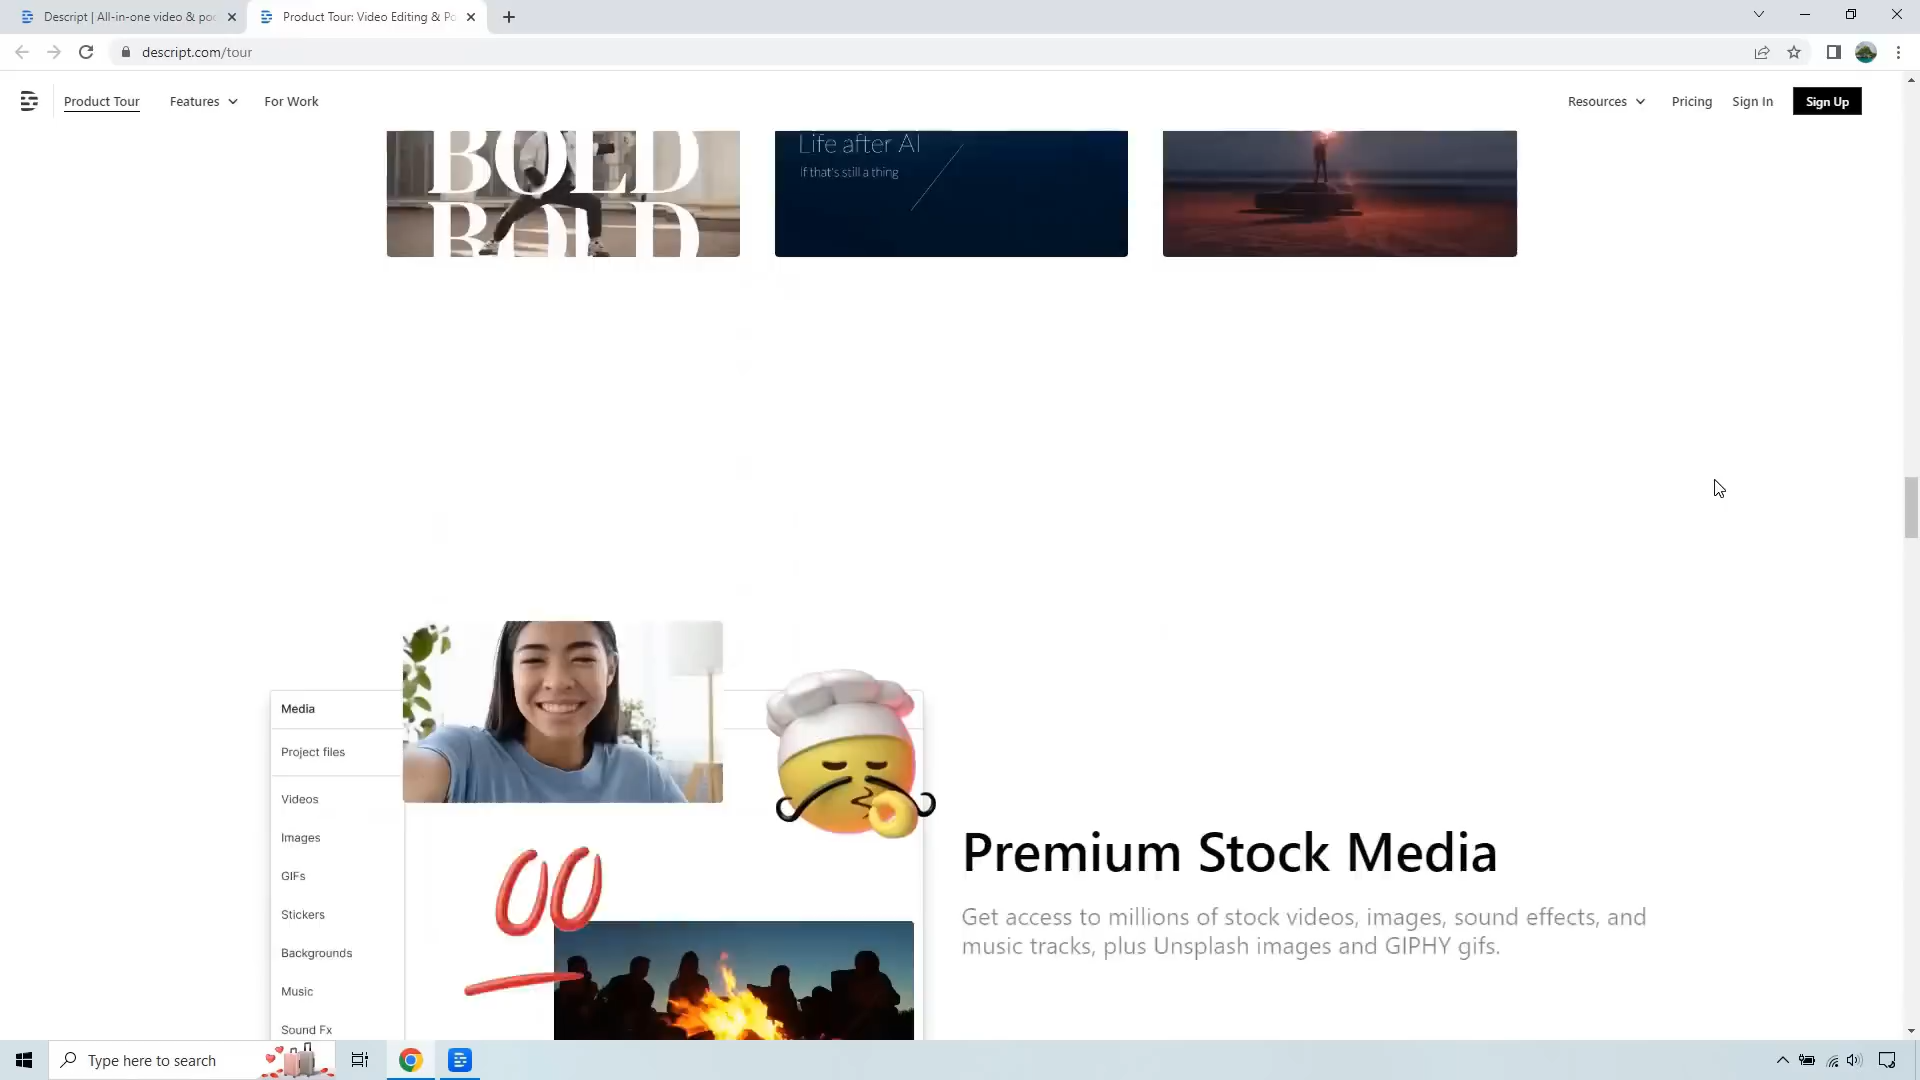 Descript | All-in-one video & poc
Product Tour: Video Editing & Po
descript.com/tour
Product Tour
Features
For Work
Resources
Pricing
Sign In
Sign Up
BOLD
BOLD
Life after AI
If that's still a thing
Media
Project files
Videos
Images
GIFs
Stickers
Backgrounds
Music
Sound Fx
Premium Stock Media
Get access to millions of stock videos, images, sound effects, and
music tracks, plus Unsplash images and GIPHY gifs.
Type here to search